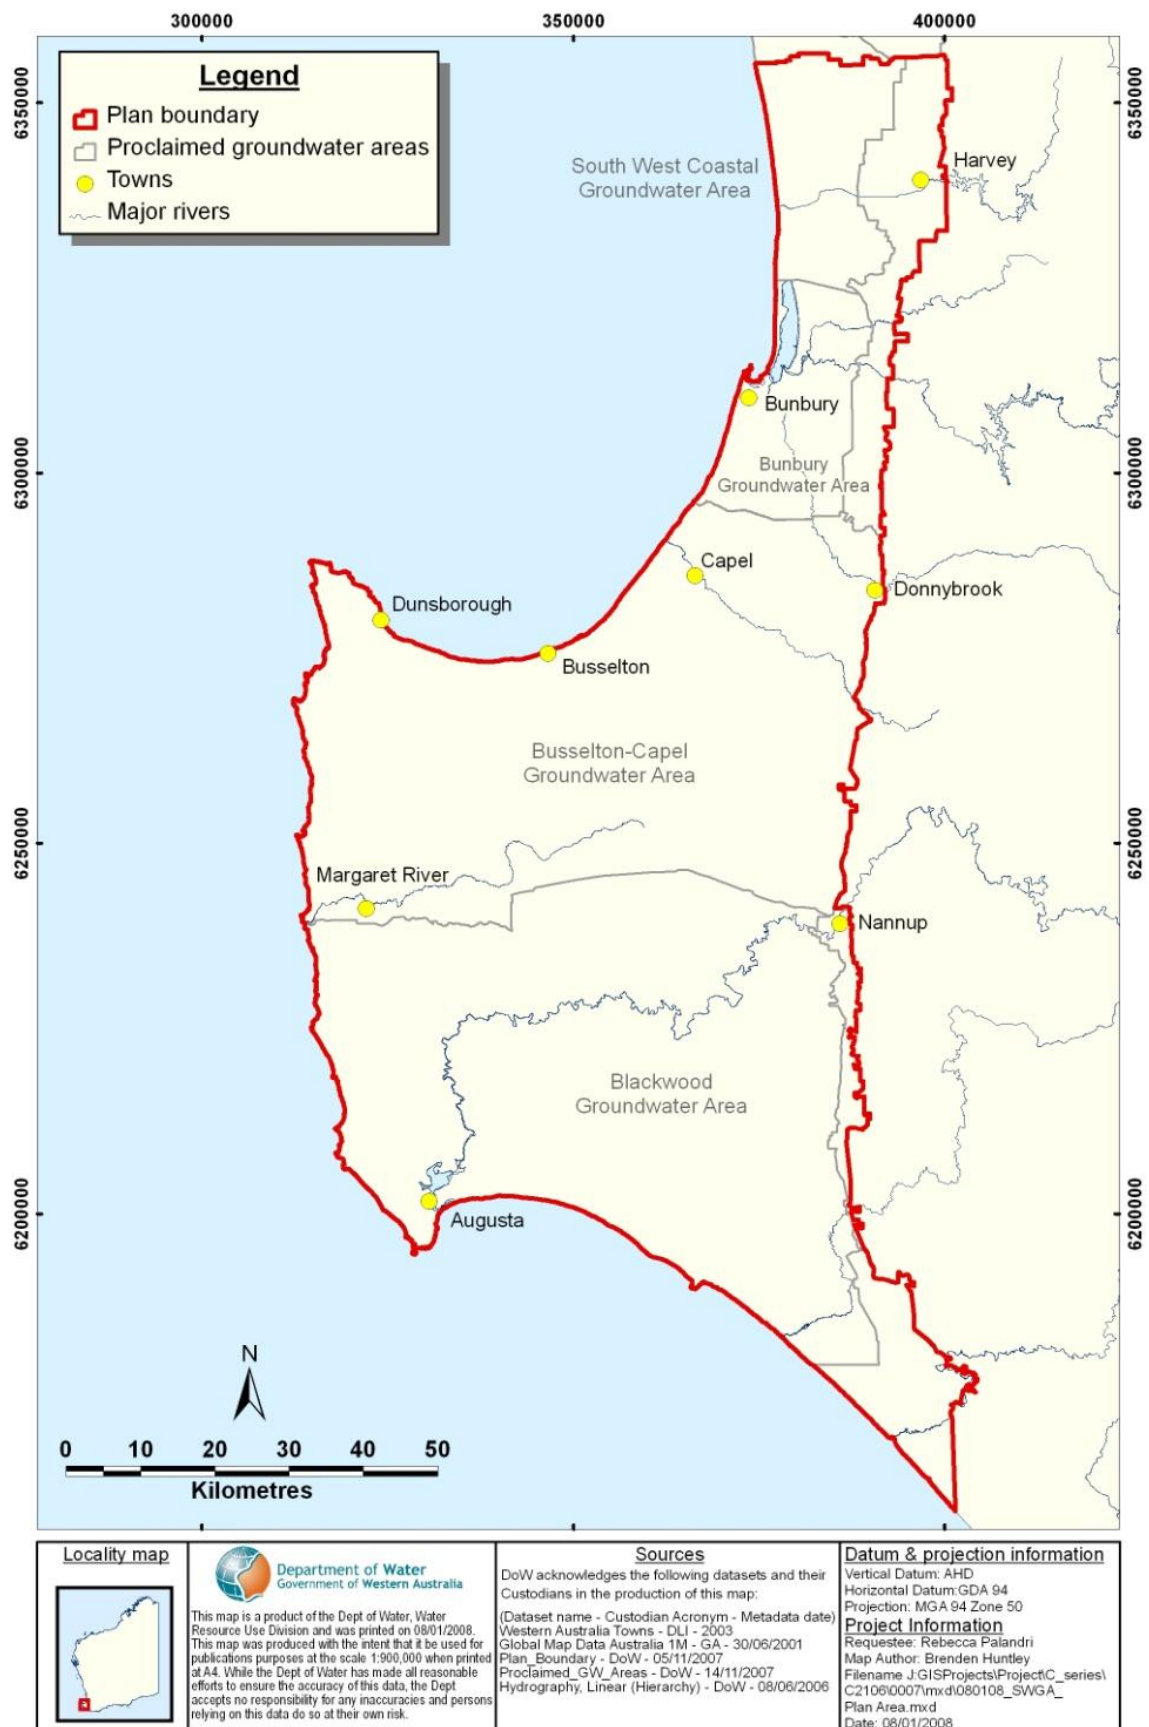 300000
350000
400000
6350000
6350000
6300000
6300000
6250000
6250000
6200000
6200000
Legend
Plan boundary
Proclaimed groundwater areas
Towns
Major rivers
South West Coastal
Groundwater Area
Harvey
Bunbury
Bunbury
Groundwater Area
Capel
Donnybrook
Dunsborough
Busselton
Busselton-Capel
Groundwater Area
Margaret River
Nannup
Blackwood
Groundwater Area
Augusta
N
0 10 20 30 40 50
Kilometres
Locality map
Department of Water
Government of Western Australia
This map is a product of the Dept of Water, Water
Resource Use Division and was printed on 08/01/2008.
This map was produced with the intent that it be used for
publications purposes at the scale 1:900,000 when printed
at A4. While the Dept of Water has made all reasonable
efforts to ensure the accuracy of this data, the Dept
accepts no responsibility for any inaccuracies and persons
relying on this data do so at their own risk.
Sources
DoW acknowledges the following datasets and their
Custodians in the production of this map:
(Dataset name - Custodian Acronym - Metadata date)
Western Australia Towns - DLI - 2003
Global Map Data Australia 1M - GA - 30/06/2001
Plan_Boundary - DoW - 05/11/2007
Proclaimed_GW_Areas - DoW - 14/11/2007
Hydrography, Linear (Hierarchy) - DoW - 08/06/2006
Datum & projection information
Vertical Datum: AHD
Horizontal Datum:GDA 94
Projection: MGA 94 Zone 50
Project Information
Requestee: Rebecca Palandri
Map Author: Brenden Huntley
Filename J:GISProjects\Project\C_series\
C2106\0007\mxd\080108_SWGA_
Plan Area.mxd
Date: 08/01/2008